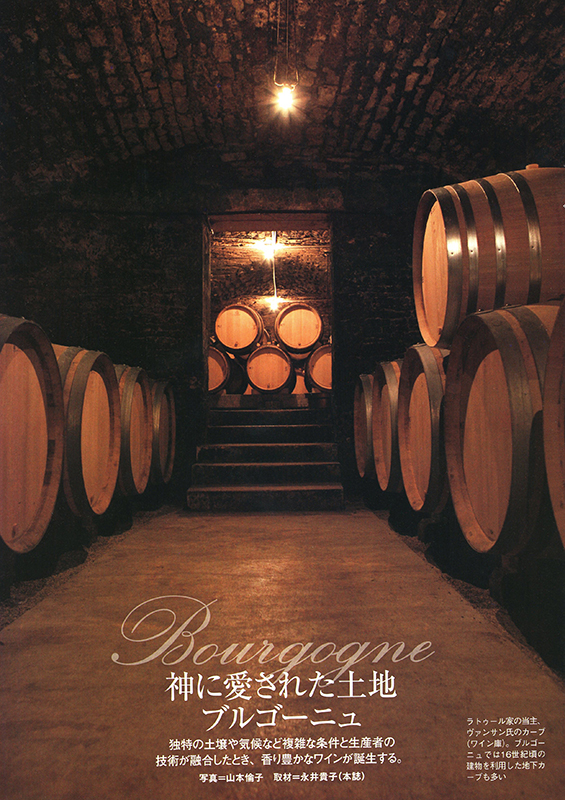 Bourgogne
神に愛された土地
ブルゴーニュ
独特の土壌や気候など複雑な条件と生産者の
技術が融合したとき、香り豊かなワインが誕生する。
写真＝山本倫子　取材＝永井貴子（本誌）
ラトゥール家の当主、
ヴァンサン氏のカーブ
（ワイン庫）。ブルゴー
ニュでは16世紀頃の
建物を利用した地下カ
ーブも多い